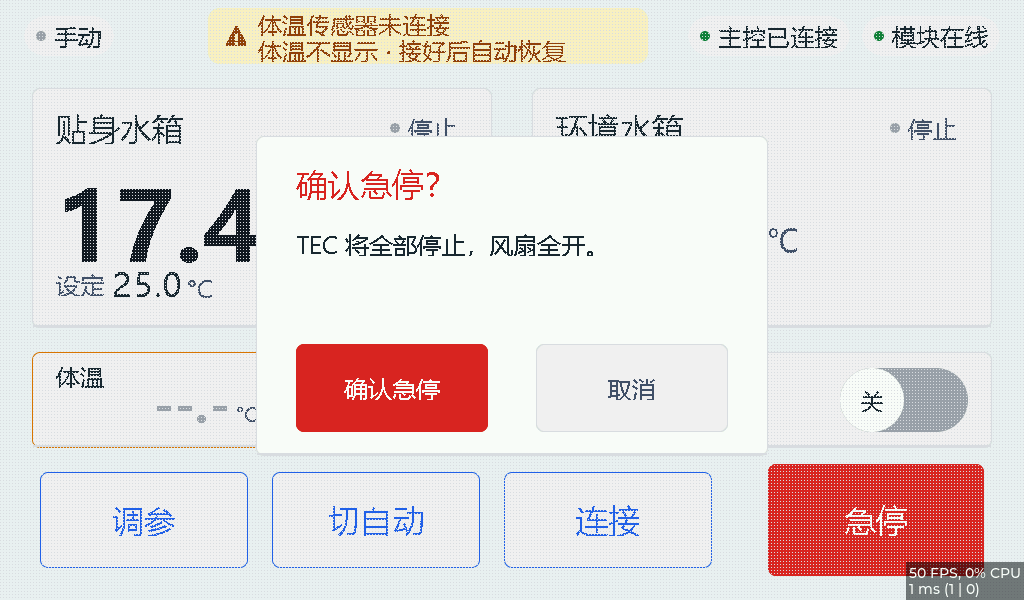 手动
体温传感器未连接
体温不显示 · 接好后自动恢复
主控已连接
模块在线
贴身水箱
停止
环境水箱
停止
17.4
设定 25.0 °C
°C
确认急停?
TEC 将全部停止，风扇全开。
确认急停
取消
体温
--.- °C
关
调参
切自动
连接
急停
50 FPS, 0% CPU
1 ms (1 | 0)